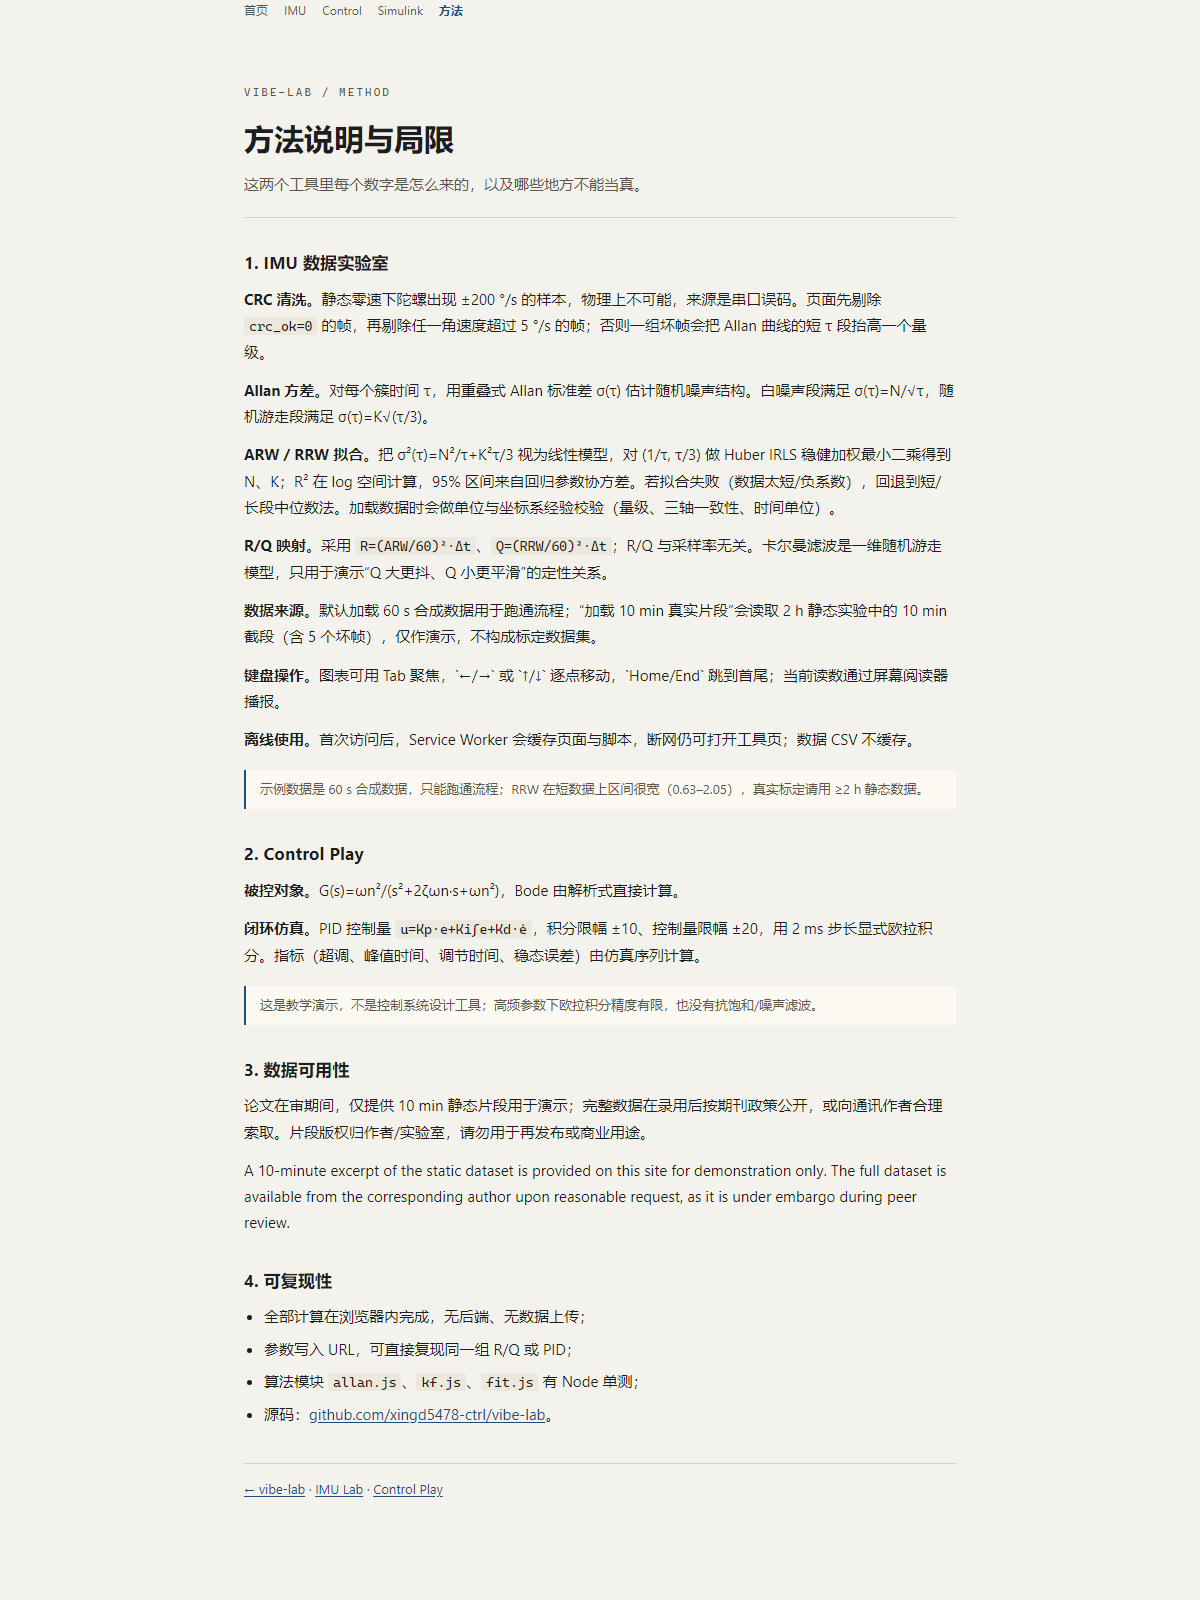 首页 IMU Control Simulink 方法
VIBE-LAB / METHOD
方法说明与局限
这两个工具里每个数字是怎么来的，以及哪些地方不能当真。
1. IMU 数据实验室
CRC 清洗。静态零速下陀螺出现 ±200 °/s 的样本，物理上不可能，来源是串口误码。页面先剔除
crc_ok=0 的帧，再剔除任一角速度超过 5 °/s 的帧；否则一组坏帧会把 Allan 曲线的短 τ 段抬高一个量
级。
Allan 方差。对每个簇时间 τ，用重叠式 Allan 标准差 σ(τ) 估计随机噪声结构。白噪声段满足 σ(τ)=N/√τ，随
机游走段满足 σ(τ)=K√(τ/3)。
ARW / RRW 拟合。把 σ²(τ)=N²/τ+K²τ/3 视为线性模型，对 (1/τ, τ/3) 做 Huber IRLS 稳健加权最小二乘得到
N、K；R² 在 log 空间计算，95% 区间来自回归参数协方差。若拟合失败（数据太短/负系数），回退到短/
长段中位数法。加载数据时会做单位与坐标系经验校验（量级、三轴一致性、时间单位）。
R/Q 映射。采用 R=(ARW/60)²·Δt、Q=(RRW/60)²·Δt；R/Q 与采样率无关。卡尔曼滤波是一维随机游走
模型，只用于演示“Q 大更抖、Q 小更平滑”的定性关系。
数据来源。默认加载 60 s 合成数据用于跑通流程；“加载 10 min 真实片段”会读取 2 h 静态实验中的 10 min
截段（含 5 个坏帧），仅作演示，不构成标定数据集。
键盘操作。图表可用 Tab 聚焦，`←/→` 或 `↑/↓` 逐点移动，`Home/End` 跳到首尾；当前读数通过屏幕阅读器
播报。
离线使用。首次访问后，Service Worker 会缓存页面与脚本，断网仍可打开工具页；数据 CSV 不缓存。
示例数据是 60 s 合成数据，只能跑通流程；RRW 在短数据上区间很宽（0.63–2.05），真实标定请用 ≥2 h 静态数据。
2. Control Play
被控对象。G(s)=ωn²/(s²+2ζωn·s+ωn²)，Bode 由解析式直接计算。
闭环仿真。PID 控制量 u=Kp·e+Ki∫e+Kd·ė，积分限幅 ±10、控制量限幅 ±20，用 2 ms 步长显式欧拉积
分。指标（超调、峰值时间、调节时间、稳态误差）由仿真序列计算。
这是教学演示，不是控制系统设计工具；高频参数下欧拉积分精度有限，也没有抗饱和/噪声滤波。
3. 数据可用性
论文在审期间，仅提供 10 min 静态片段用于演示；完整数据在录用后按期刊政策公开，或向通讯作者合理
索取。片段版权归作者/实验室，请勿用于再发布或商业用途。
A 10-minute excerpt of the static dataset is provided on this site for demonstration only. The full dataset is
available from the corresponding author upon reasonable request, as it is under embargo during peer
review.
4. 可复现性
• 全部计算在浏览器内完成，无后端、无数据上传；
• 参数写入 URL，可直接复现同一组 R/Q 或 PID；
• 算法模块 allan.js、kf.js、fit.js 有 Node 单测；
• 源码：github.com/xingd5478-ctrl/vibe-lab。
← vibe-lab · IMU Lab · Control Play